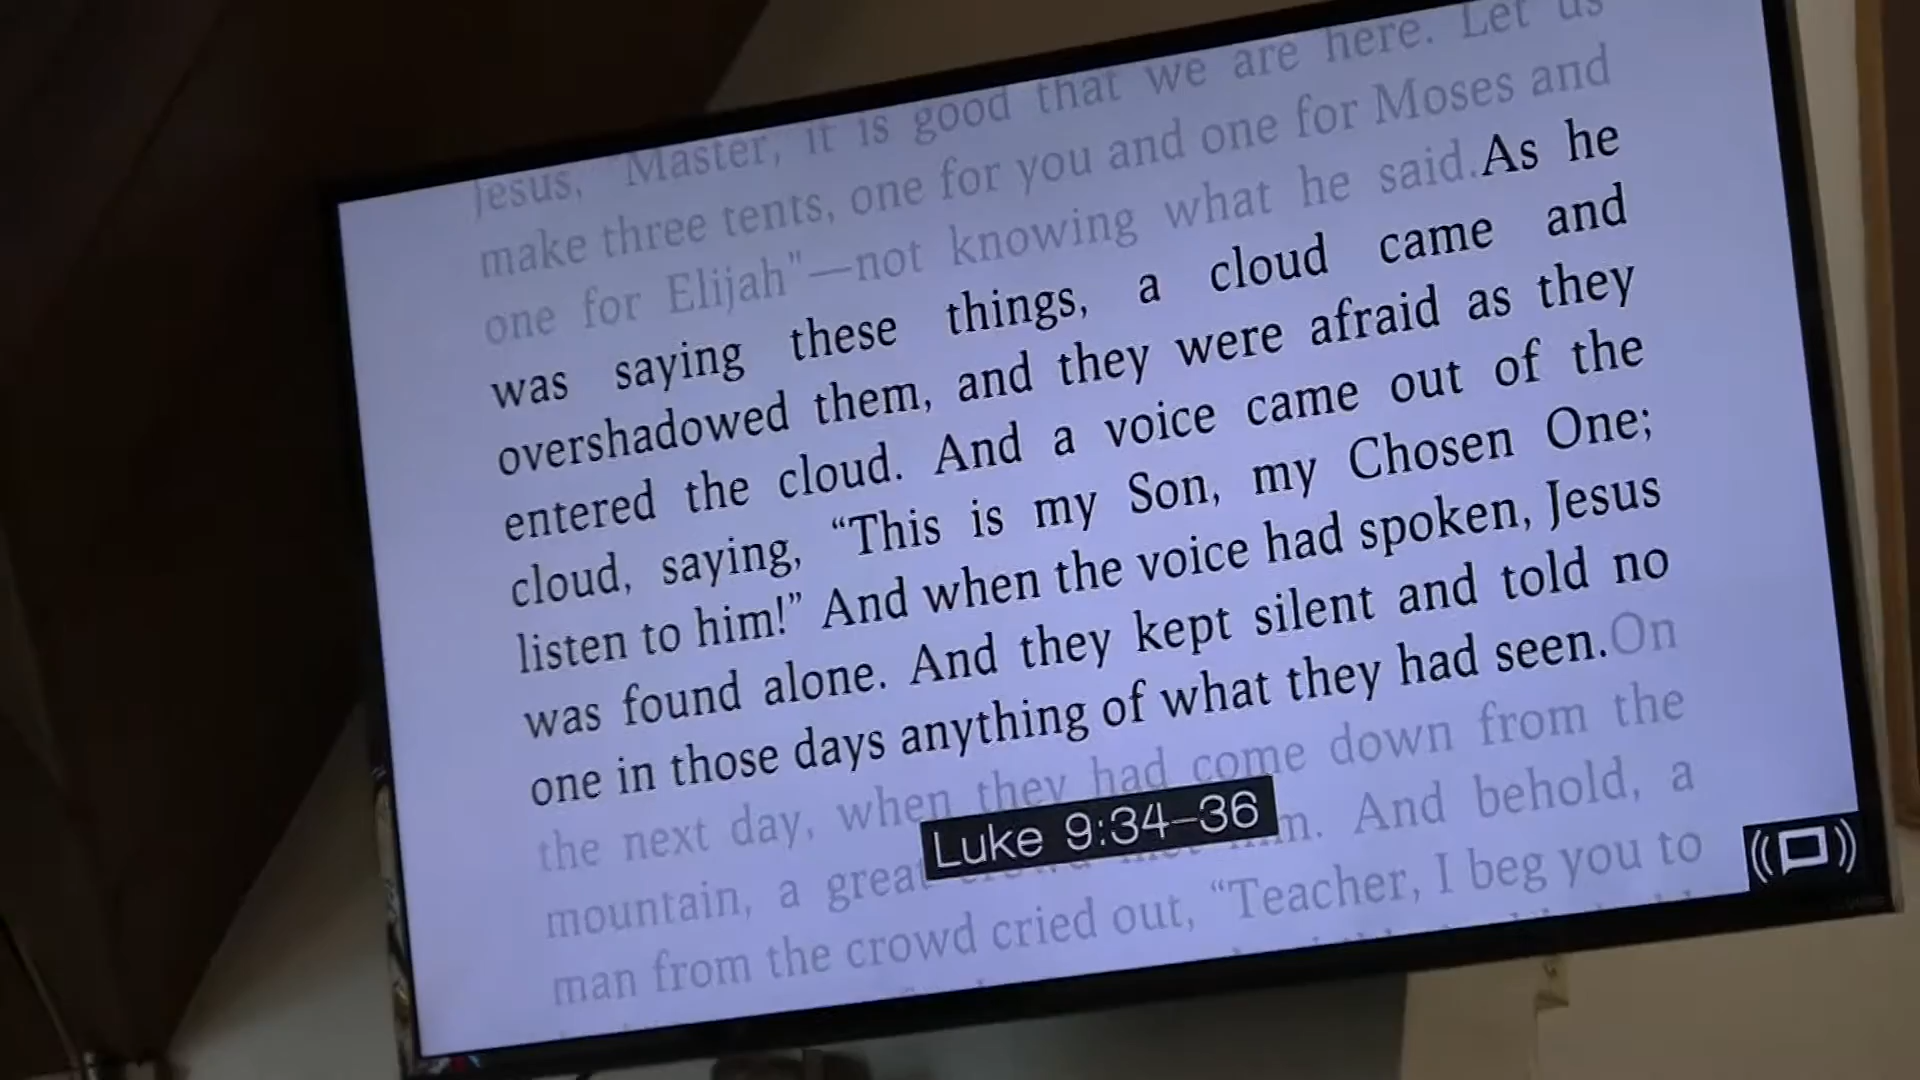 Jesus, "Master, it is good that we are here. Let us
make three tents, one for you and one for Moses and
one for Elijah"—not knowing what he said.As he
was saying these things, a cloud came and
overshadowed them, and they were afraid as they
entered the cloud. And a voice came out of the
cloud, saying, “This is my Son, my Chosen One;
listen to him!” And when the voice had spoken, Jesus
was found alone. And they kept silent and told no
one in those days anything of what they had seen.On
the next day, when they had come down from the
mountain, a great And behold, a
man from the crowd cried out, “Teacher, I beg you to
Luke 9:34–36